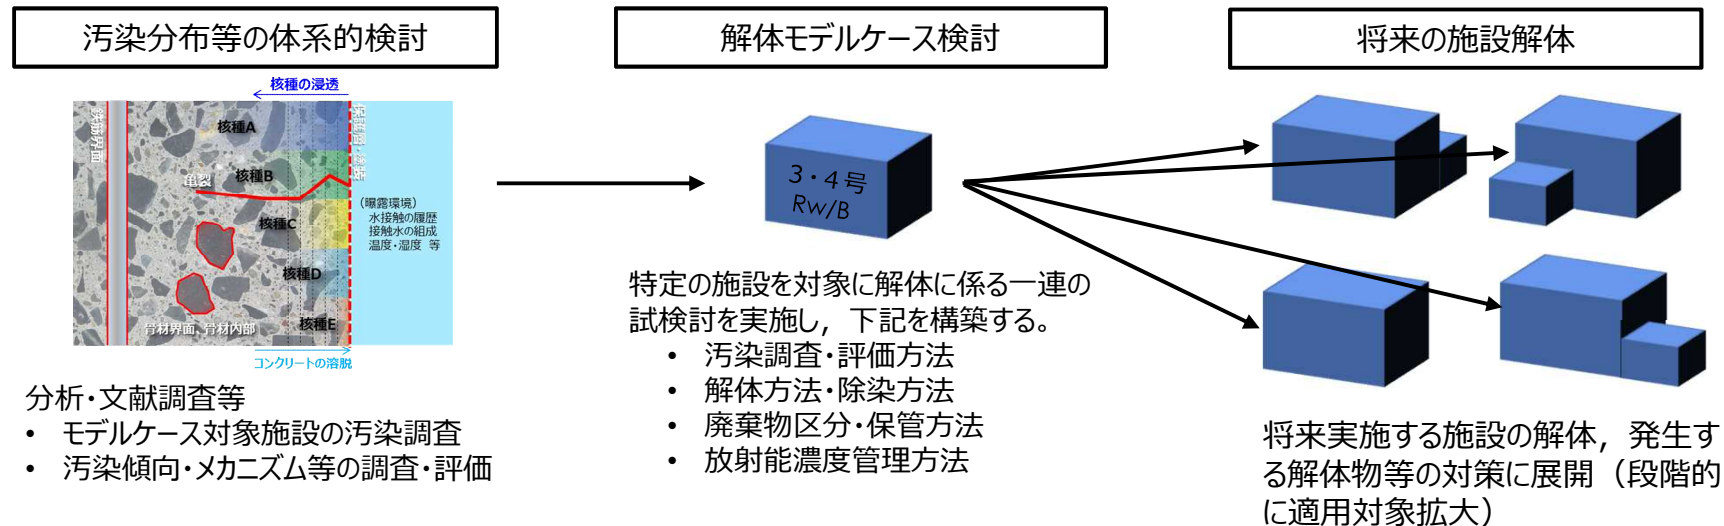 汚染分布等の体系的検討
核種の浸透
鉄筋界面
保護層・塗装
核種A
核種B
亀裂
核種C
核種D
核種E
骨材界面、骨材内部
コンクリートの溶脱
(曝露環境)
水接触の履歴
接触水の組成
温度・湿度 等
分析・文献調査等
• モデルケース対象施設の汚染調査
• 汚染傾向・メカニズム等の調査・評価
解体モデルケース検討
3・4号
Rw/B
特定の施設を対象に解体に係る一連の
試検討を実施し，下記を構築する。
• 汚染調査・評価方法
• 解体方法・除染方法
• 廃棄物区分・保管方法
• 放射能濃度管理方法
将来の施設解体
将来実施する施設の解体，発生す
る解体物等の対策に展開（段階的
に適用対象拡大）